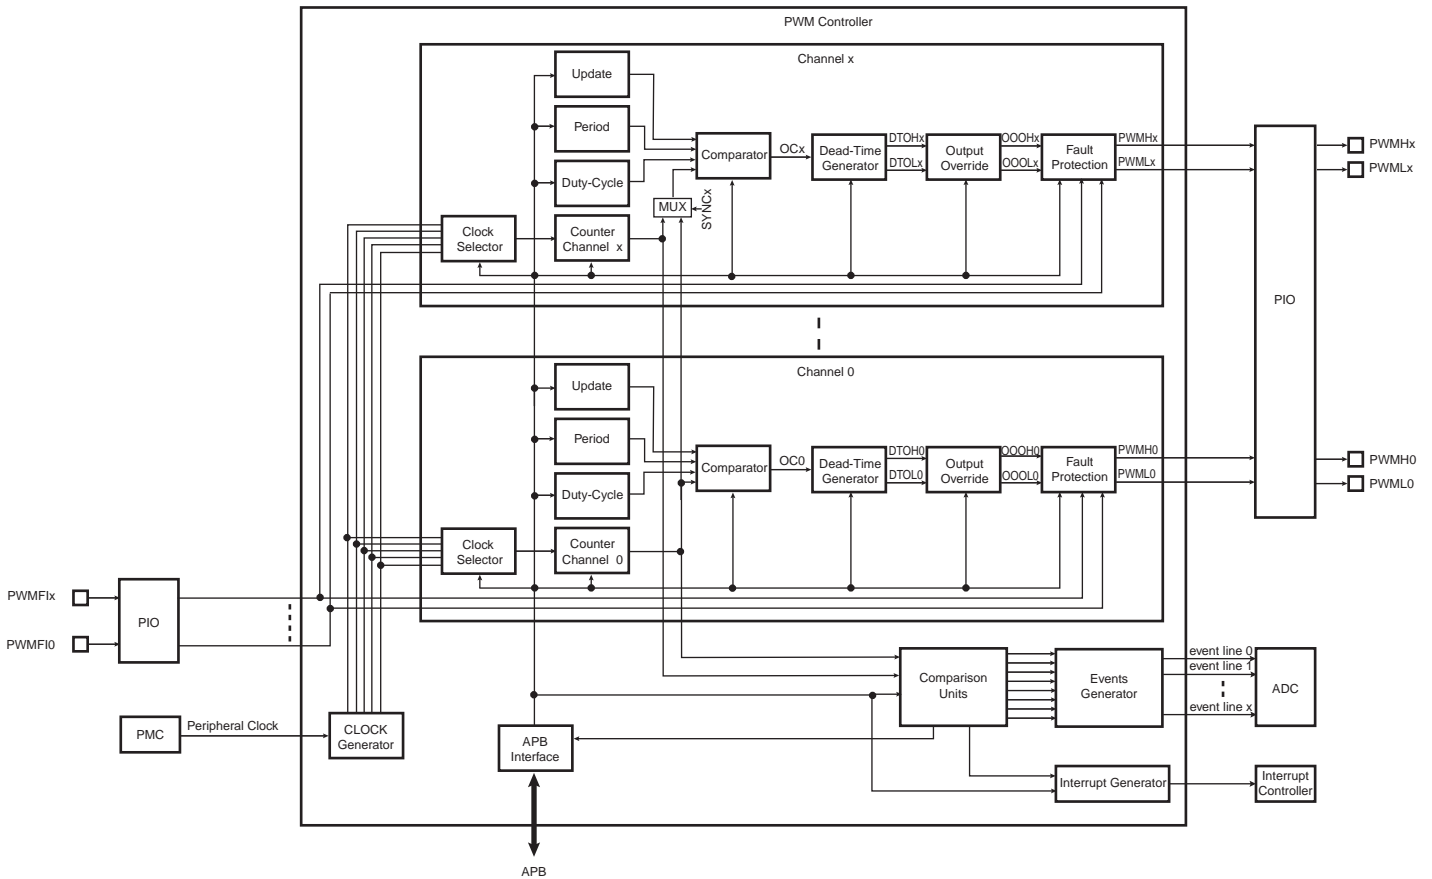 PWM Controller
Channel x
Update
Period
Comparator
OCx
Dead-Time
Generator
DTOHx
DTOLx
Output
Override
OOOHx
OOOLx
Fault
Protection
PWMHx
PWMLx
PWMHx
PWMLx
Duty-Cycle
MUX
SYNCx
Clock
Selector
Counter
Channel x
PIO
Channel 0
Update
Period
Comparator
OC0
Dead-Time
Generator
DTOH0
DTOL0
Output
Override
OOOH0
OOOL0
Fault
Protection
PWMH0
PWML0
PWMH0
PWML0
Duty-Cycle
Clock
Selector
Counter
Channel 0
PWMFIx
PWMFI0
PIO
Comparison
Units
Events
Generator
event line 0
event line 1
event line x
ADC
PMC
Peripheral Clock
CLOCK
Generator
APB
Interface
Interrupt Generator
Interrupt
Controller
APB